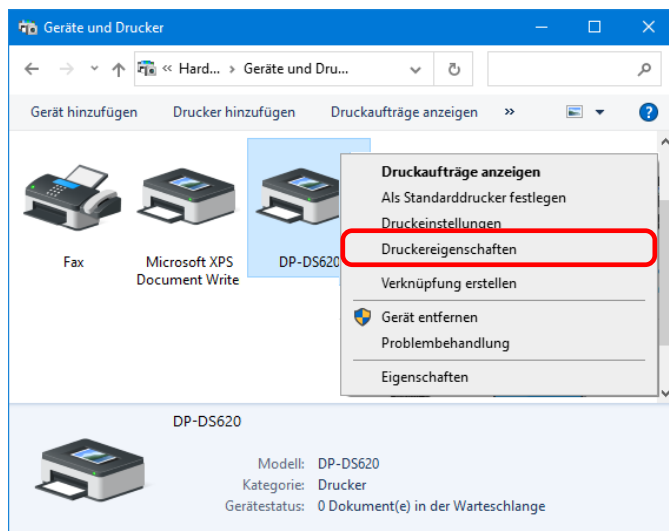 Geräte und Drucker
« Hard... › Geräte und Dru...
Gerät hinzufügen Drucker hinzufügen Druckaufträge anzeigen »
Fax
Microsoft XPS
Document Write
DP-DS620
Druckaufträge anzeigen
Als Standarddrucker festlegen
Druckeinstellungen
Druckereigenschaften
Verknüpfung erstellen
Gerät entfernen
Problembehandlung
Eigenschaften
DP-DS620
Modell: DP-DS620
Kategorie: Drucker
Gerätestatus: 0 Dokument(e) in der Warteschlange